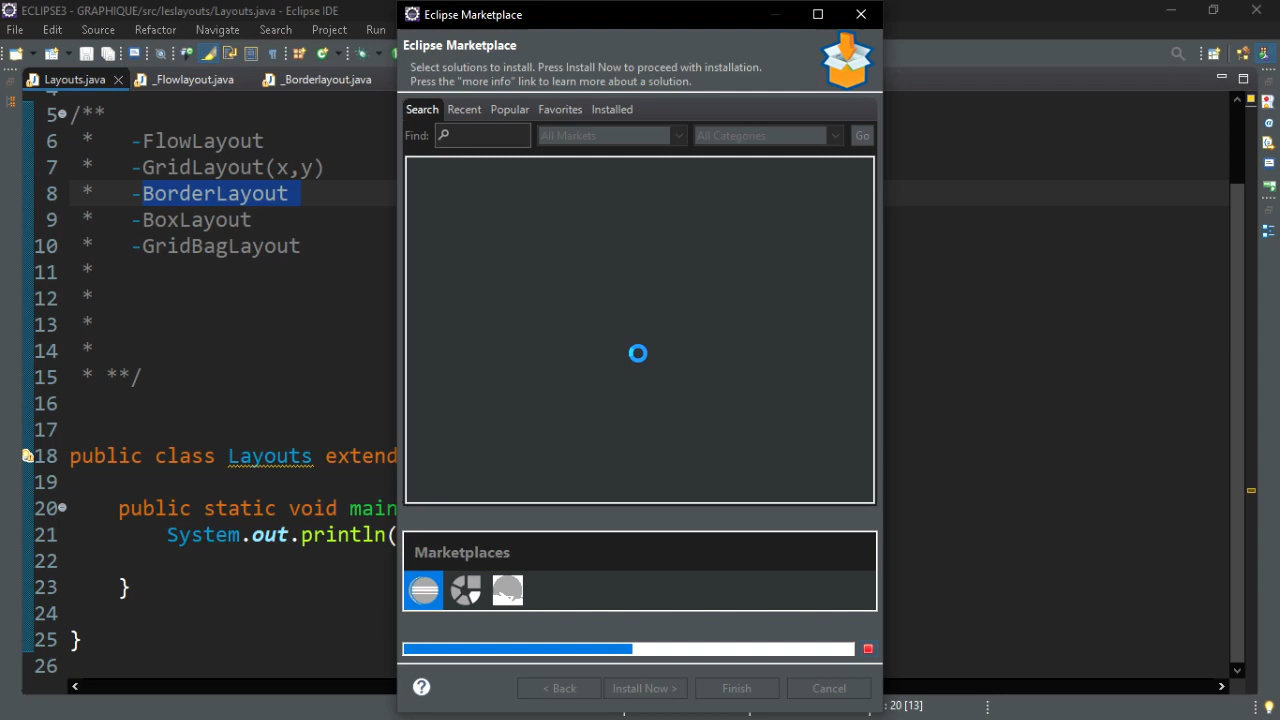 ECLIPSE3 - GRAPHIQUE/src/leslayouts/Layouts.java - Eclipse IDE
File Edit Source Refactor Navigate Search Project Run
Layouts.java
_Flowlayout.java
_Borderlayout.java
5 /**
6 * -FlowLayout
7 * -GridLayout(x,y)
8 * -BorderLayout
9 * -BoxLayout
10 * -GridBagLayout
11 *
12 *
13 *
14 *
15 * **/
16
17
18 public class Layouts extend
19
20 public static void main
21 System.out.println(
22
23 }
24
25 }
26
Eclipse Marketplace
Eclipse Marketplace
Select solutions to install. Press Install Now to proceed with installation.
Press the "more info" link to learn more about a solution.
Search Recent Popular Favorites Installed
Find: All Markets All Categories Go
Marketplaces
< Back Install Now > Finish Cancel
: 20 [13]